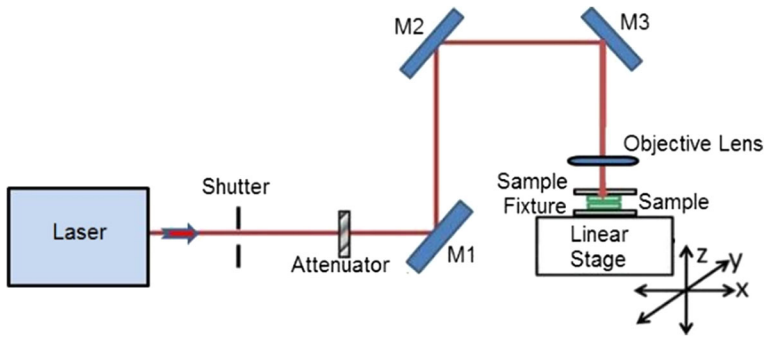 M2
M3
Objective Lens
Shutter
Sample
Fixture
Sample
Laser
Attenuator
M1
Linear
Stage
z
y
x